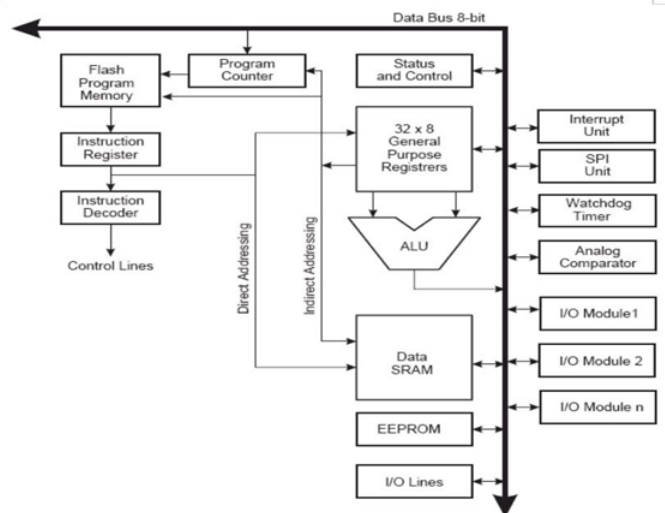 Data Bus 8-bit
Flash
Program
Memory
Program
Counter
Status
and Control
Instruction
Register
32 x 8
General
Purpose
Registrers
Interrupt
Unit
SPI
Unit
Instruction
Decoder
Watchdog
Timer
Control Lines
Direct Addressing
Indirect Addressing
ALU
Analog
Comparator
I/O Module1
Data
SRAM
I/O Module 2
I/O Module n
EEPROM
I/O Lines